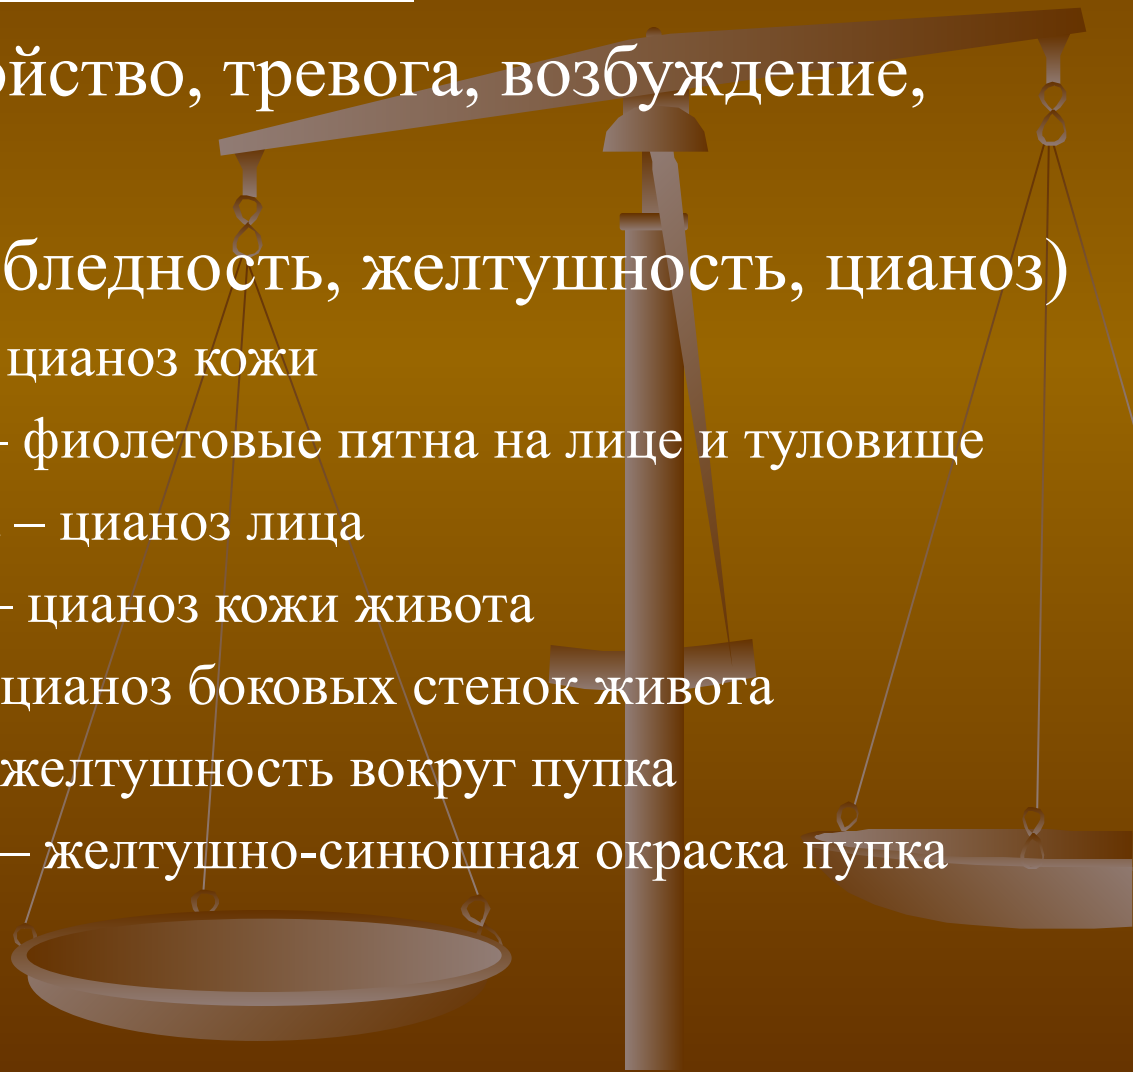 ойство, тревога, возбуждение,
бледность, желтушность, цианоз)
цианоз кожи
– фиолетовые пятна на лице и туловище
– цианоз лица
– цианоз кожи живота
цианоз боковых стенок живота
желтушность вокруг пупка
– желтушно-синюшная окраска пупка